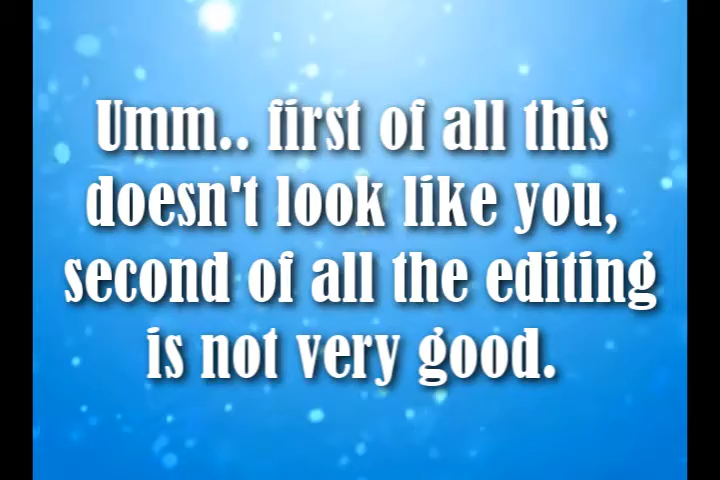 Umm.. first of all this
doesn't look like you,
second of all the editing
is not very good.